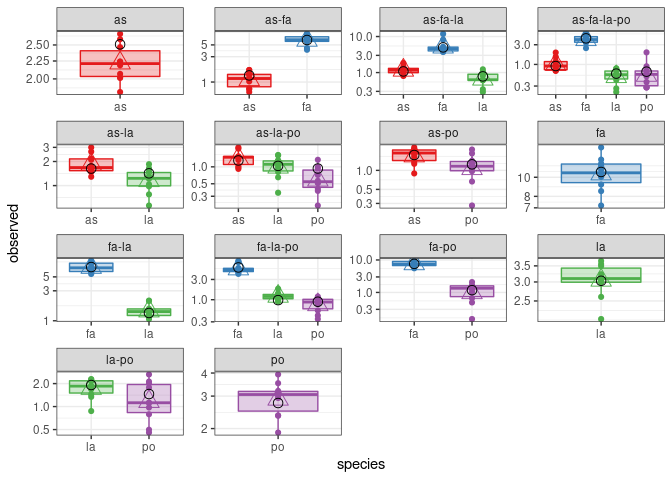 as
as-fa
as-fa-la
as-fa-la-po
2.50
2.25
2.00
as
5
3
1
as
fa
10.0
3.0
1.0
0.3
as
fa
la
3.0
1.0
0.3
as
fa
la
po
as-la
as-la-po
as-po
fa
3
2
1
as
la
1.0
0.5
0.3
as
la
po
3.0
1.0
0.5
0.3
as
po
10
8
7
fa
observed
fa-la
fa-la-po
fa-po
la
5
3
1
fa
la
3.0
1.0
0.3
fa
la
po
10.0
3.0
1.0
0.3
fa
po
3.5
3.0
2.5
la
la-po
po
2.0
1.0
0.5
la
po
4
3
2
po
species